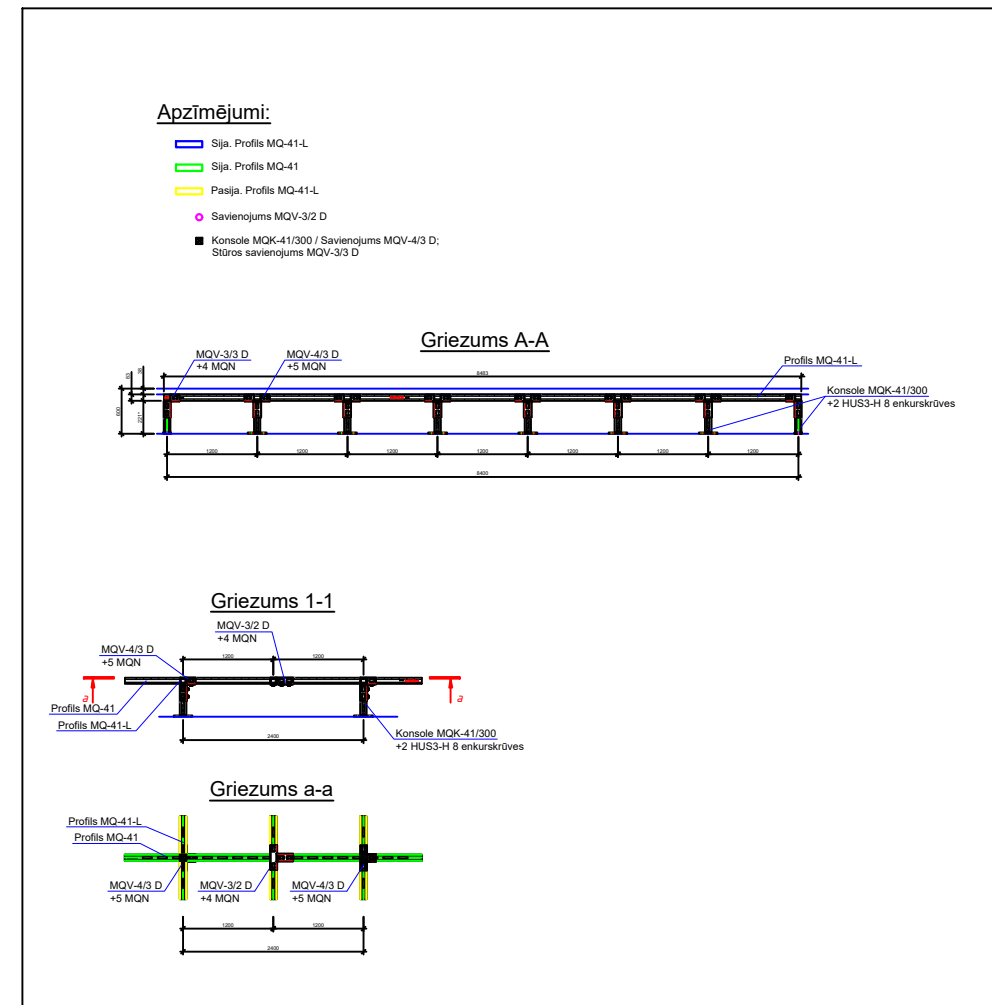 Apzīmējumi:
Sija. Profils MQ-41-L
Sija. Profils MQ-41
Pasija. Profils MQ-41-L
Savienojums MQV-3/2 D
Konsole MQK-41/300 / Savienojums MQV-4/3 D;
Stūros savienojums MQV-3/3 D
Griezums A-A
MQV-3/3 D
+4 MQN
MQV-4/3 D
+5 MQN
Profils MQ-41-L
8483
Konsole MQK-41/300
+2 HUS3-H 8 enkurskrūves
600
83
38
221*
1200
1200
1200
1200
1200
1200
1200
8400
Griezums 1-1
MQV-3/2 D
+4 MQN
MQV-4/3 D
+5 MQN
1200
1200
a
a
Profils MQ-41
Profils MQ-41-L
2400
Konsole MQK-41/300
+2 HUS3-H 8 enkurskrūves
Griezums a-a
Profils MQ-41-L
Profils MQ-41
MQV-4/3 D
+5 MQN
MQV-3/2 D
+4 MQN
MQV-4/3 D
+5 MQN
1200
1200
2400